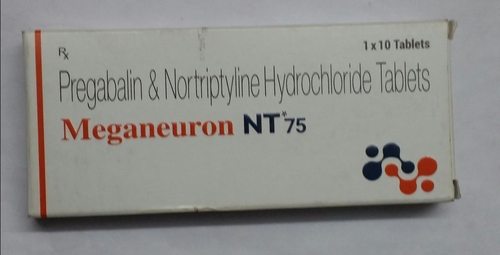 Rx
1 x 10 Tablets
Pregabalin & Nortriptyline Hydrochloride Tablets
Meganeuron NT*75